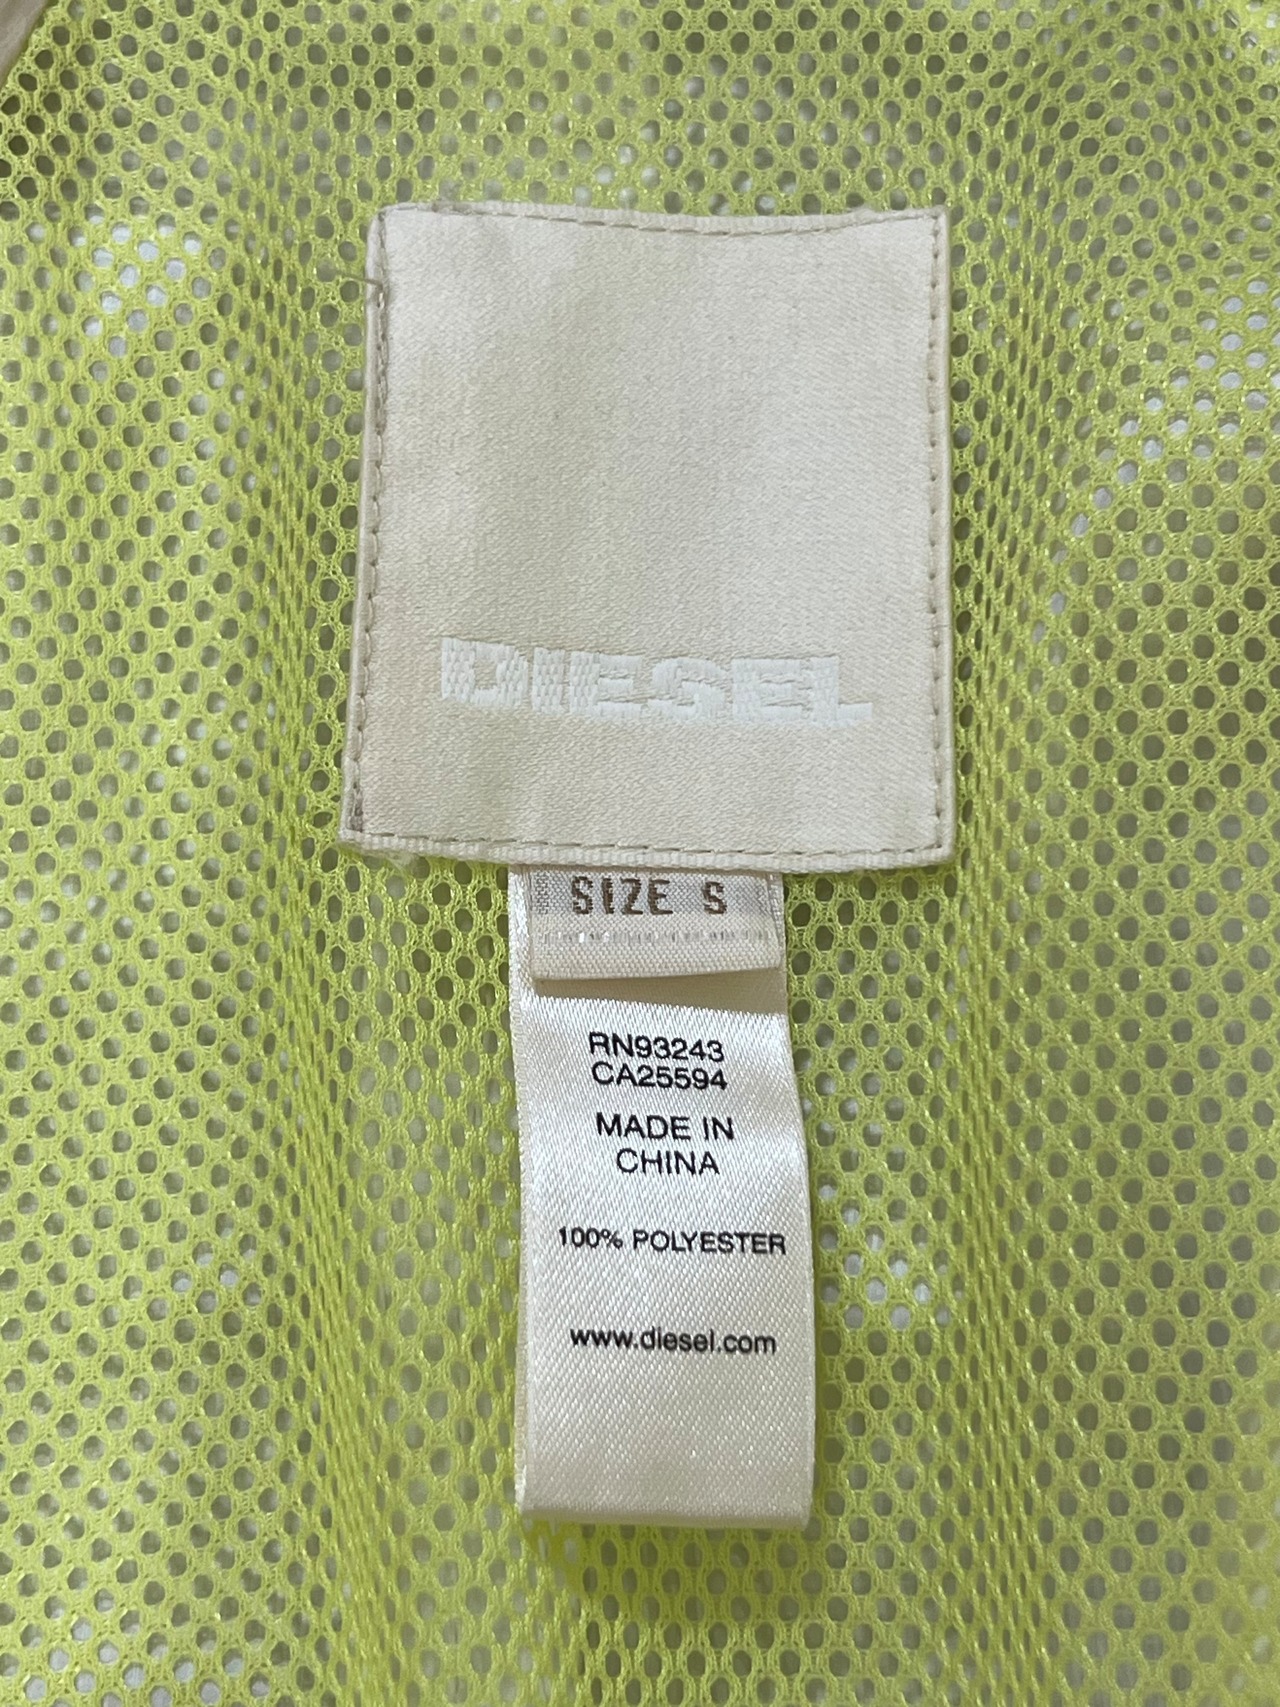 DIESEL
SIZE S
RN93243
CA25594
MADE IN
CHINA
100% POLYESTER
www.diesel.com